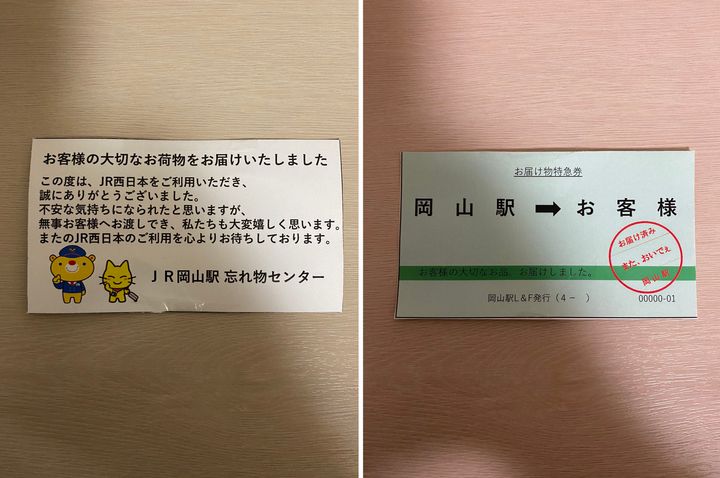 お客様の大切なお荷物をお届けいたしました
この度は、JR西日本をご利用いただき、
誠にありがとうございました。
不安な気持ちになられたと思いますが、
無事お客様へお渡しでき、私たちも大変嬉しく思います。
またのJR西日本のご利用を心よりお待ちしております。
ＪＲ岡山駅 忘れ物センター
お届け物特急券
岡山駅➡お客様
お届け済み
また、おいでぇ
岡山駅
お客様の大切なお品、お届けしました。
岡山駅L＆F発行（４－　）
00000-01